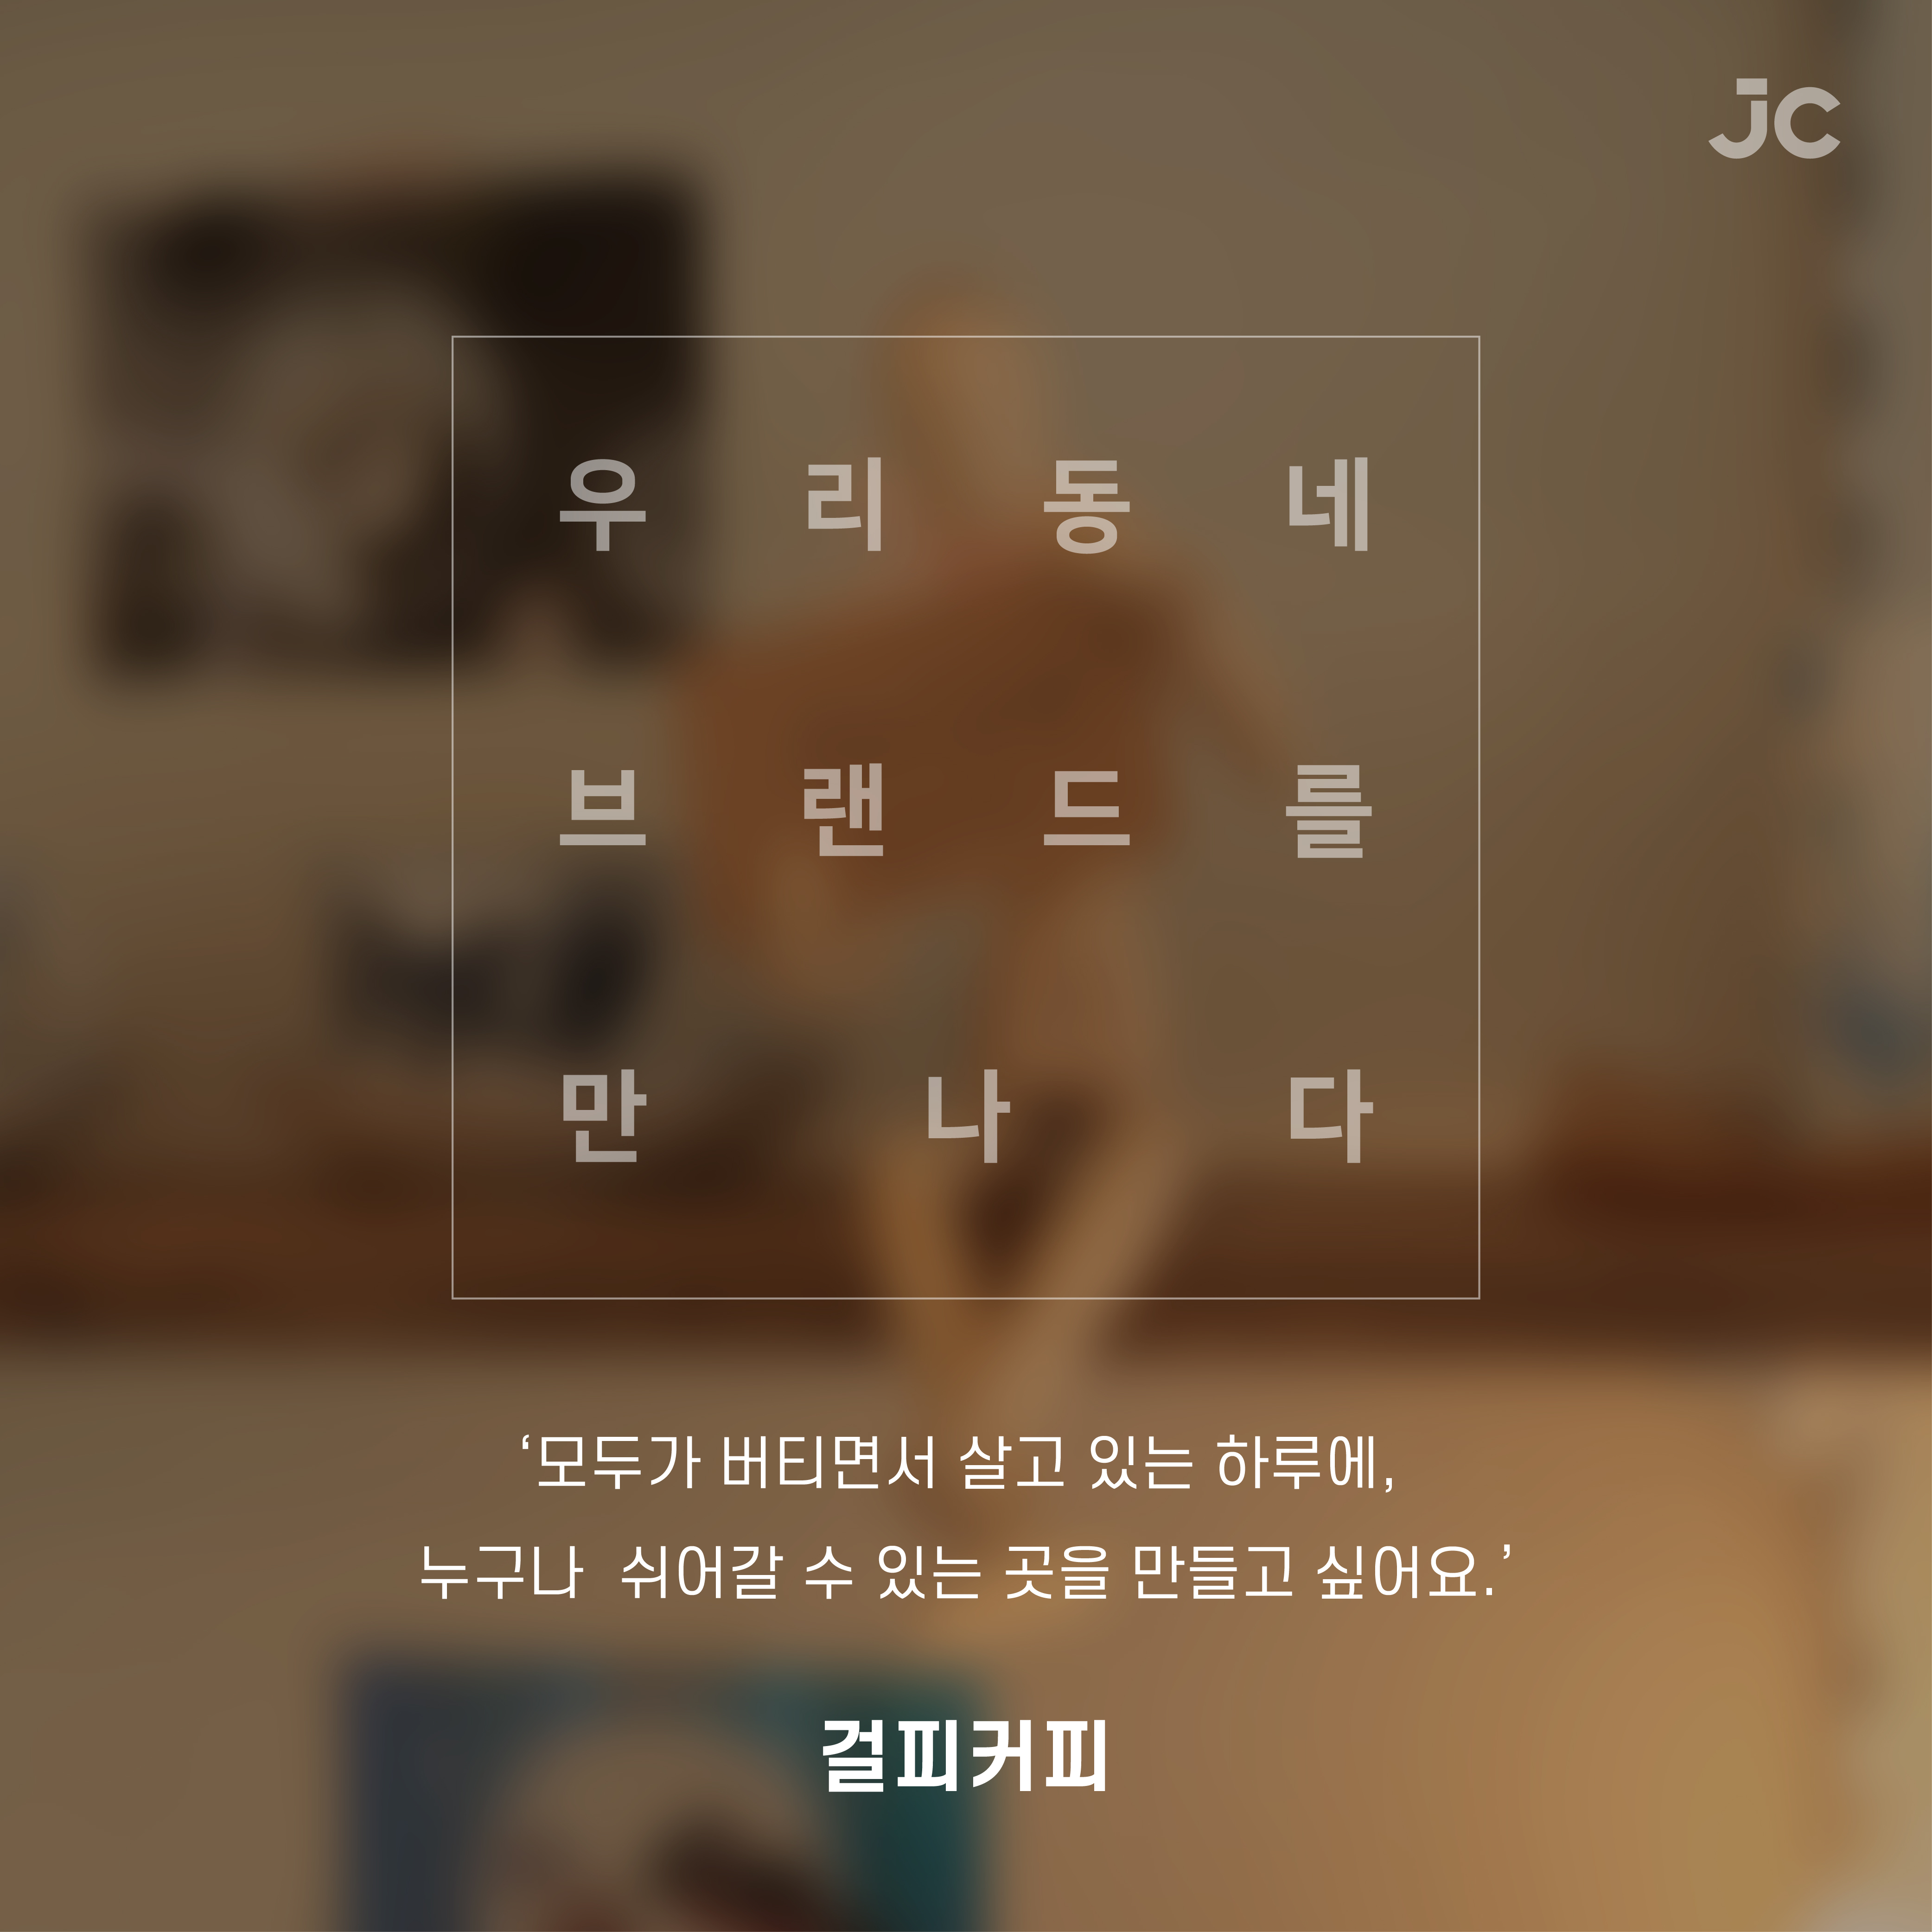 JC
우리동네
브랜드를
만나다
‘모두가 버티면서 살고 있는 하루에,
누구나 쉬어갈 수 있는 곳을 만들고 싶어요.’
걸피커피